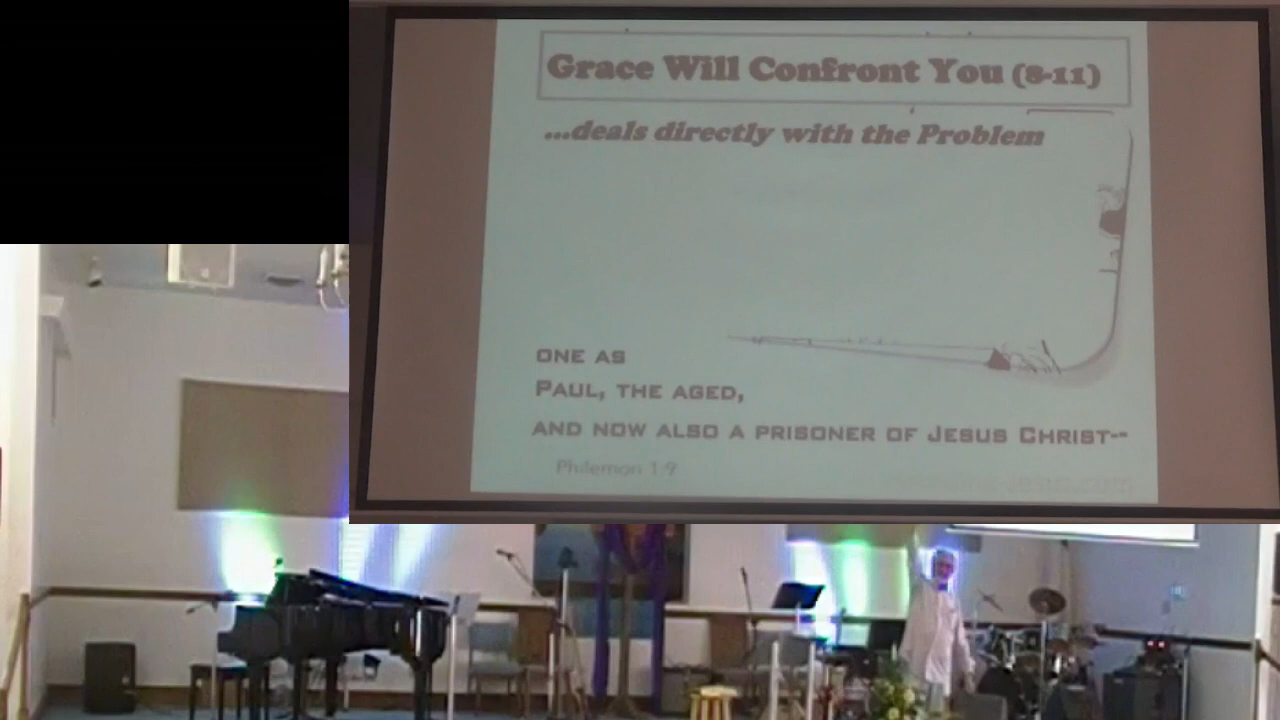 Grace Will Confront You (8-11)
...deals directly with the Problem
ONE AS
PAUL, THE AGED,
AND NOW ALSO A PRISONER OF JESUS CHRIST--
Philemon 1:9